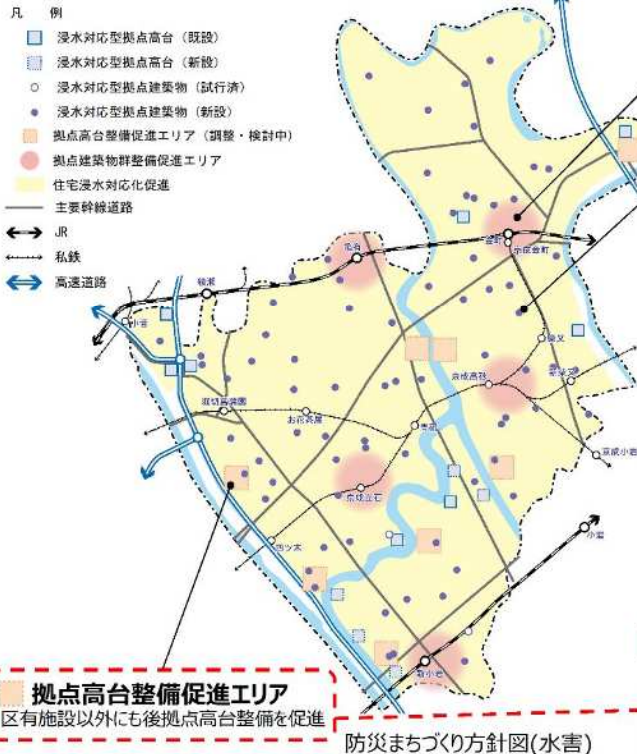 凡 例
浸水対応型拠点高台(既設)
浸水対応型拠点高台(新設)
浸水対応型拠点建築物(試行済)
浸水対応型拠点建築物(新設)
拠点高台整備促進エリア(調整・検討中)
拠点建築物群整備促進エリア
住宅浸水対応化促進
主要幹線道路
JR
私鉄
高速道路
金町
京成金町
亀有
綾瀬
小菅
柴又
京成高砂
新柴又
堀切菖蒲園
お花茶屋
青砥
京成小岩
京成立石
四ツ木
小岩
新小岩
拠点高台整備促進エリア
区有施設以外にも後拠点高台整備を促進
防災まちづくり方針図(水害)